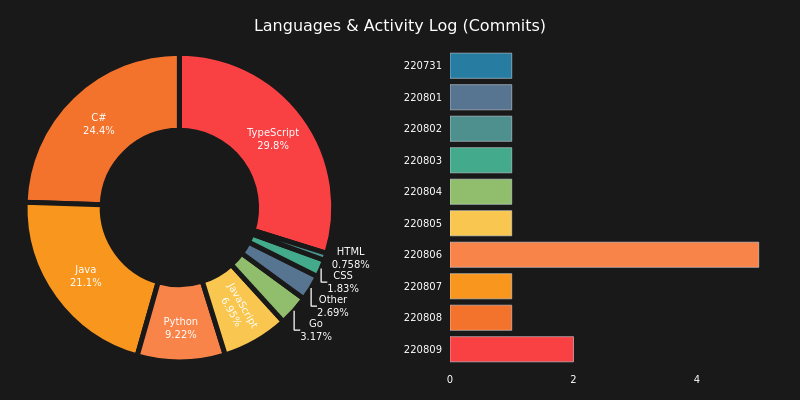 Languages & Activity Log (Commits)
TypeScript
29.8%
C#
24.4%
Java
21.1%
Python
9.22%
JavaScript
6.95%
Go
3.17%
Other
2.69%
CSS
1.83%
HTML
0.758%
220731
220801
220802
220803
220804
220805
220806
220807
220808
220809
0
2
4